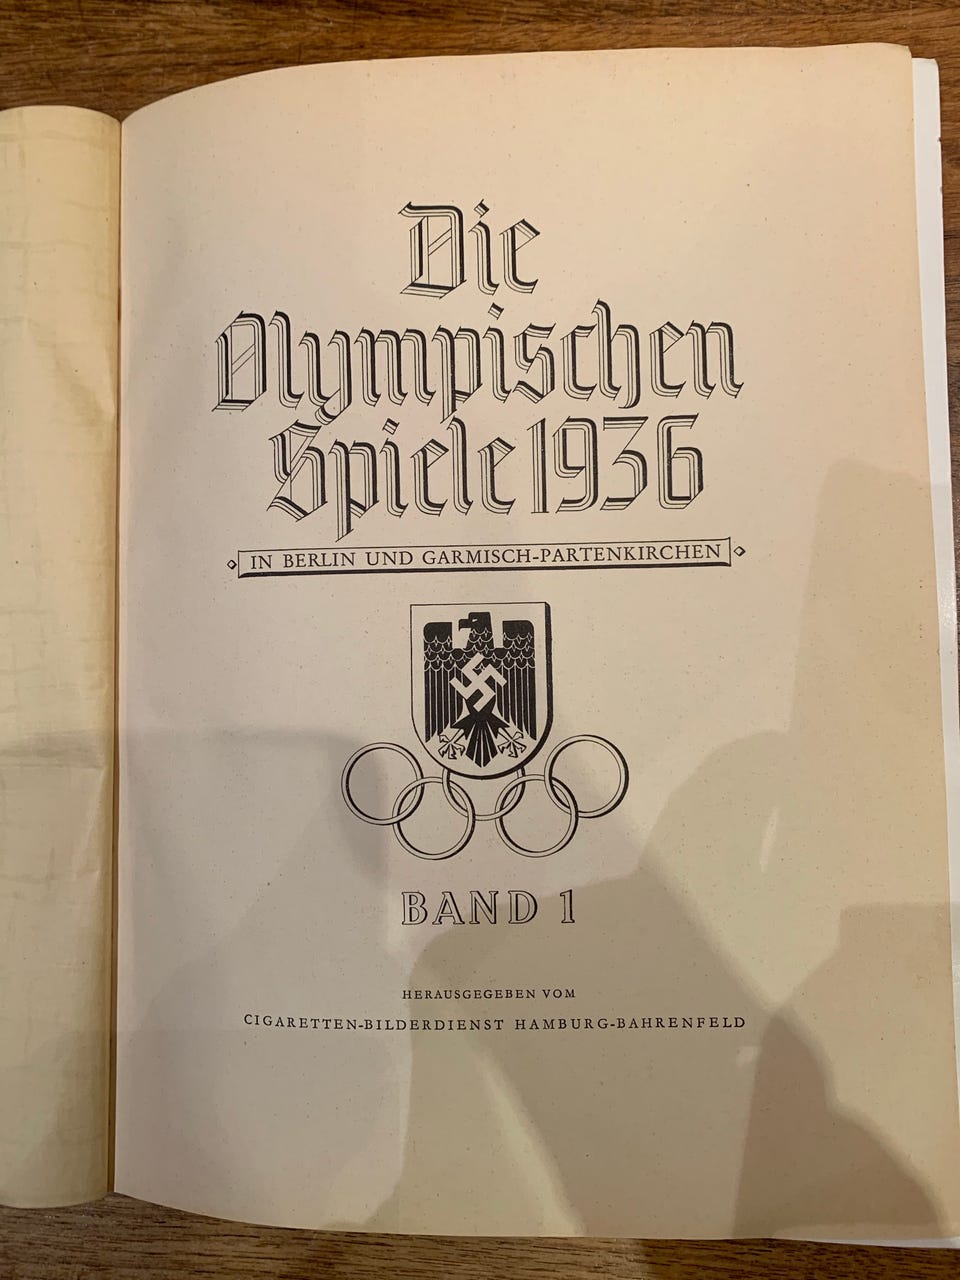 Die
Olympischen
Spiele 1936
IN BERLIN UND GARMISCH-PARTENKIRCHEN
BAND 1
HERAUSGEGEBEN VOM
CIGARETTEN-BILDERDIENST HAMBURG-BAHRENFELD